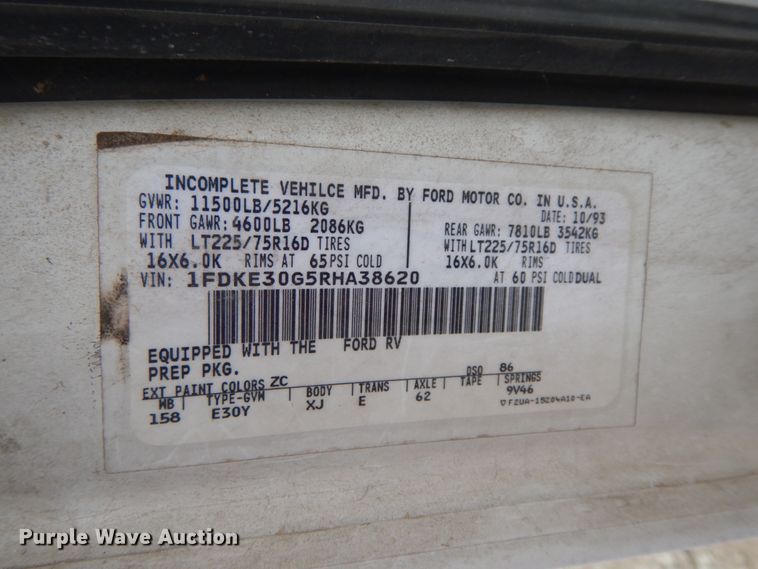 INCOMPLETE VEHILCE MFD. BY FORD MOTOR CO. IN U.S.A.
GVWR: 11500LB/5216KG DATE: 10/93
FRONT GAWR: 4600LB 2086KG REAR GAWR: 7810LB 3542KG
WITH LT225/75R16D TIRES WITH LT225/75R16D TIRES
16X6.0K RIMS AT 65 PSI COLD 16X6.0K RIMS
VIN: 1FDKE30G5RHA38620 AT 60 PSI COLD DUAL
EQUIPPED WITH THE FORD RV
PREP PKG.
EXT PAINT COLORS ZC DSO 86
WB TYPE-GVM BODY TRANS AXLE TAPE SPRINGS
158 E30Y XJ E 62 9V46
F2UA-15204A10-EA
Purple Wave Auction